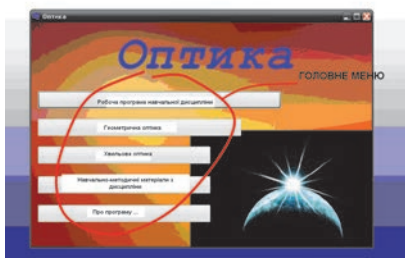 Оптика
Оптика
ГОЛОВНЕ МЕНЮ
Робоча програма навчальної дисципліни
Геометрична оптика
Хвильова оптика
Навчально-методичні матеріали з
дисципліни
Про програму ...